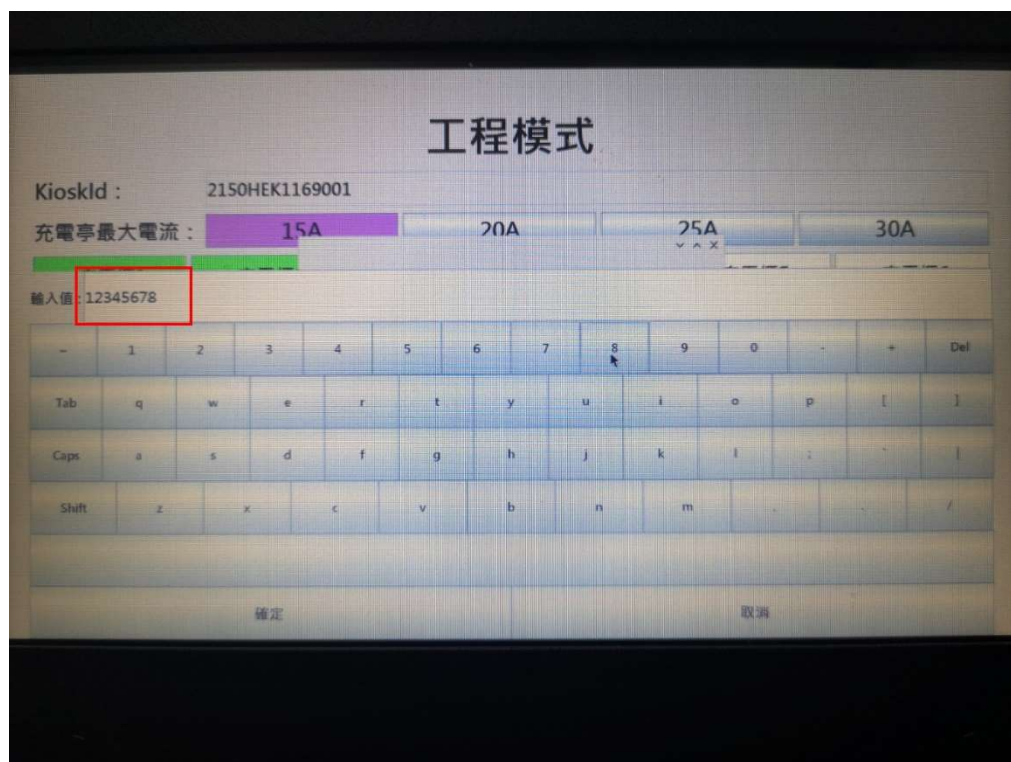 工程模式
KioskId： 2150HEK1169001
充電亭最大電流： 15A 20A 25A 30A
輸入值：12345678
1 2 3 4 5 6 7 8 9 0 - + Del
Tab q w e r t y u i o p [ ]
Caps a s d f g h j k l ;
Shift z x c v b n m /
確定 取消